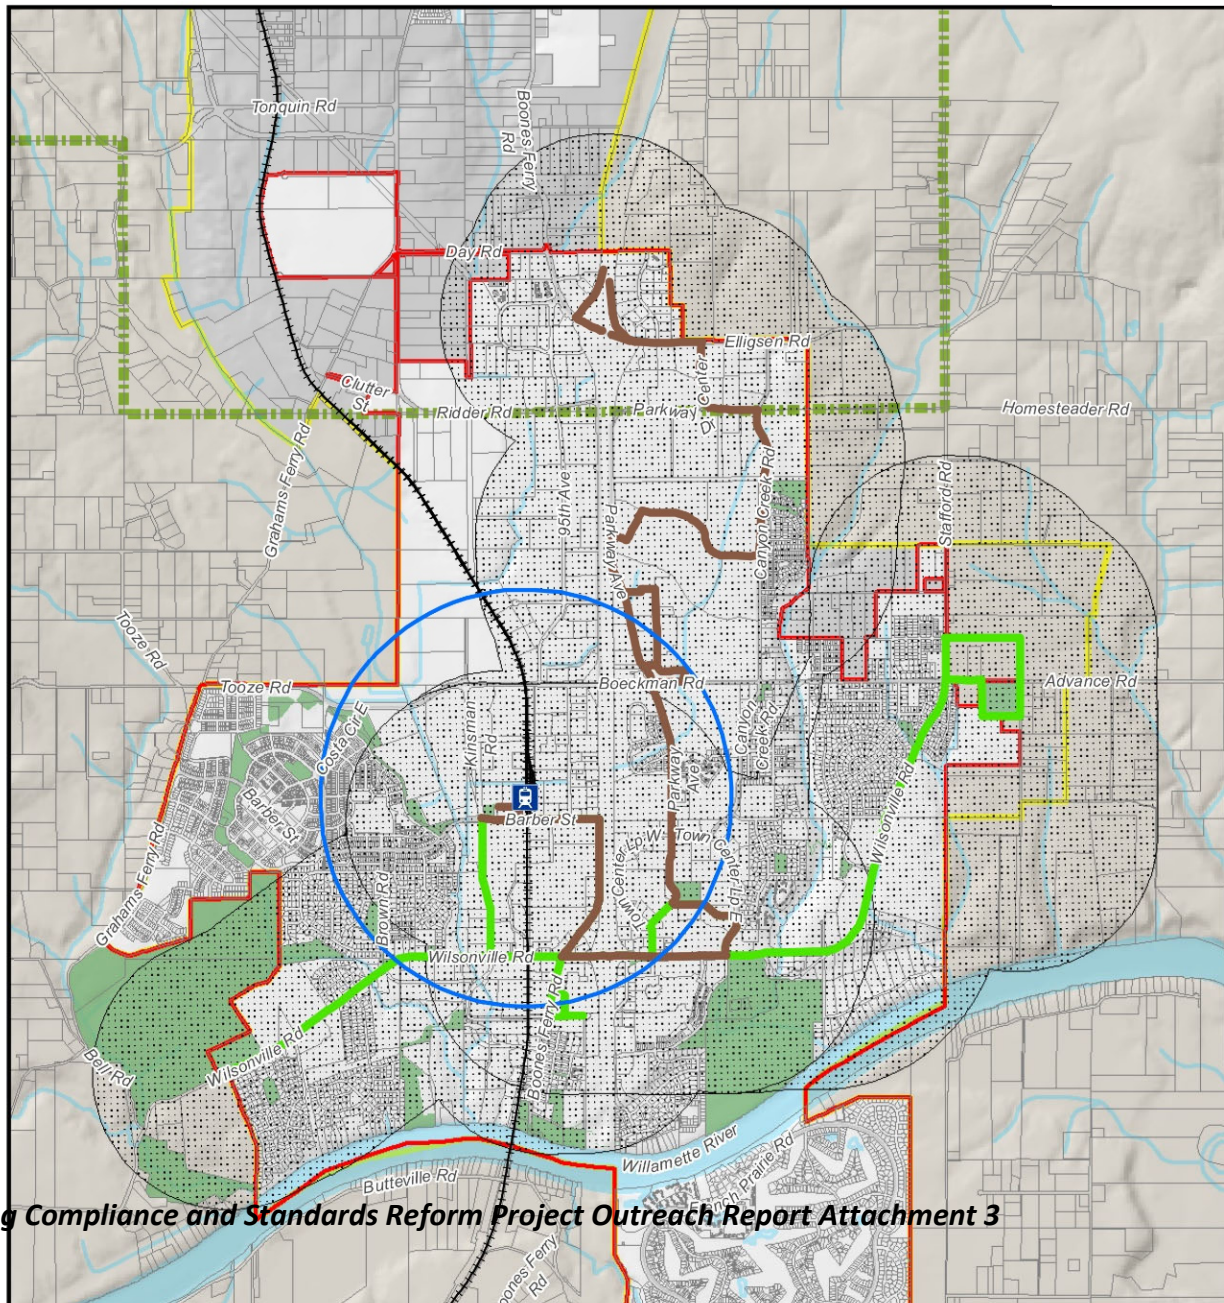 Tonquin Rd
Boones Ferry
Rd
Day Rd
Elligsen Rd
Clutter
St
Ridder Rd
Parkway Center
Dr
Homesteader Rd
Grahams Ferry Rd
95th Ave
Parkway Ave
Canyon Creek Rd
Stafford Rd
Tooze Rd
Tooze Rd
Boeckman Rd
Advance Rd
Costa Cir E
Kinsman
Rd
Canyon
Creek Rd
Parkway
Ave
Barber St
Barber St
Wilsonville Rd
Town Center Lp W
Town Center Lp E
Grahams Ferry Rd
Brown Rd
Wilsonville Rd
Boones Ferry Rd
Wilsonville Rd
Bell Rd
Willamette River
Prairie Rd
Butteville Rd
g Compliance and Standards Reform Project Outreach Report Attachment 3
oones Ferry
Rd